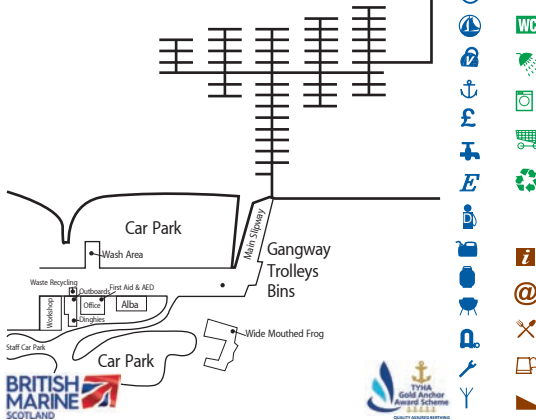 WC
£
E
D
i
@
Car Park
Main Slipway
Gangway
Trolleys
Bins
Wash Area
Waste Recycling
Outboards
First Aid & AED
Workshop
Office
Alba
Dinghies
Wide Mouthed Frog
Staff Car Park
Car Park
BRITISH
MARINE
SCOTLAND
TYHA
Gold Anchor
Award Scheme
QUALITY ASSURED BERTHING